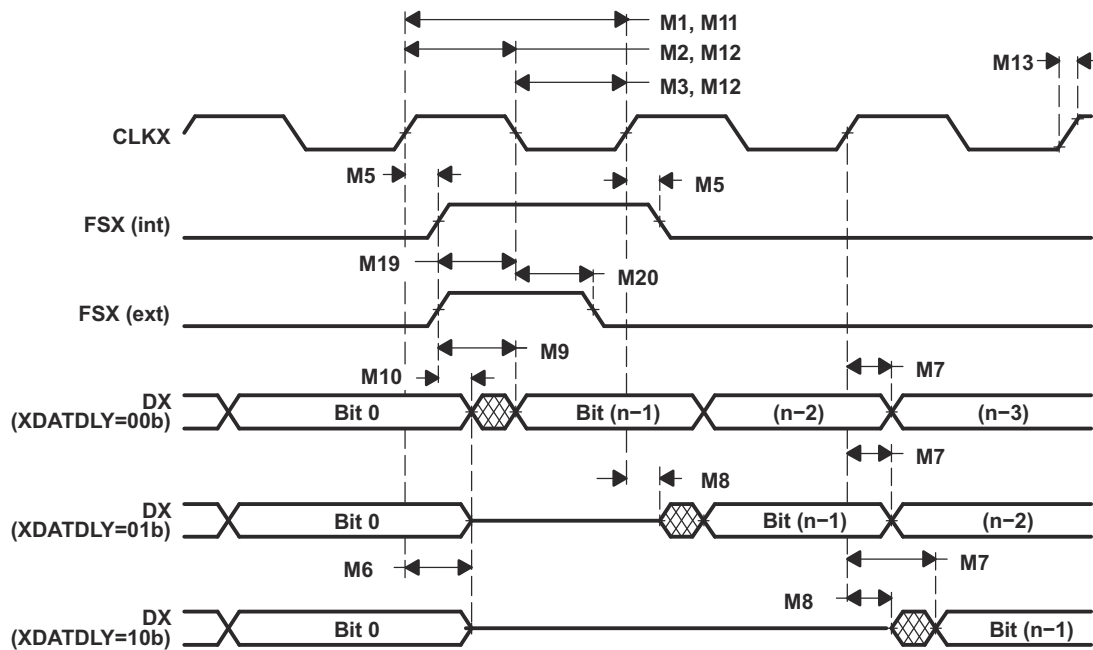 M1, M11
M2, M12
M13
M3, M12
CLKX
M5
M5
FSX (int)
M19
M20
FSX (ext)
M9
M10
M7
DX
(XDATDLY=00b)
Bit 0
Bit (n−1)
(n−2)
(n−3)
M7
M8
DX
(XDATDLY=01b)
Bit 0
Bit (n−1)
(n−2)
M6
M7
M8
DX
(XDATDLY=10b)
Bit 0
Bit (n−1)